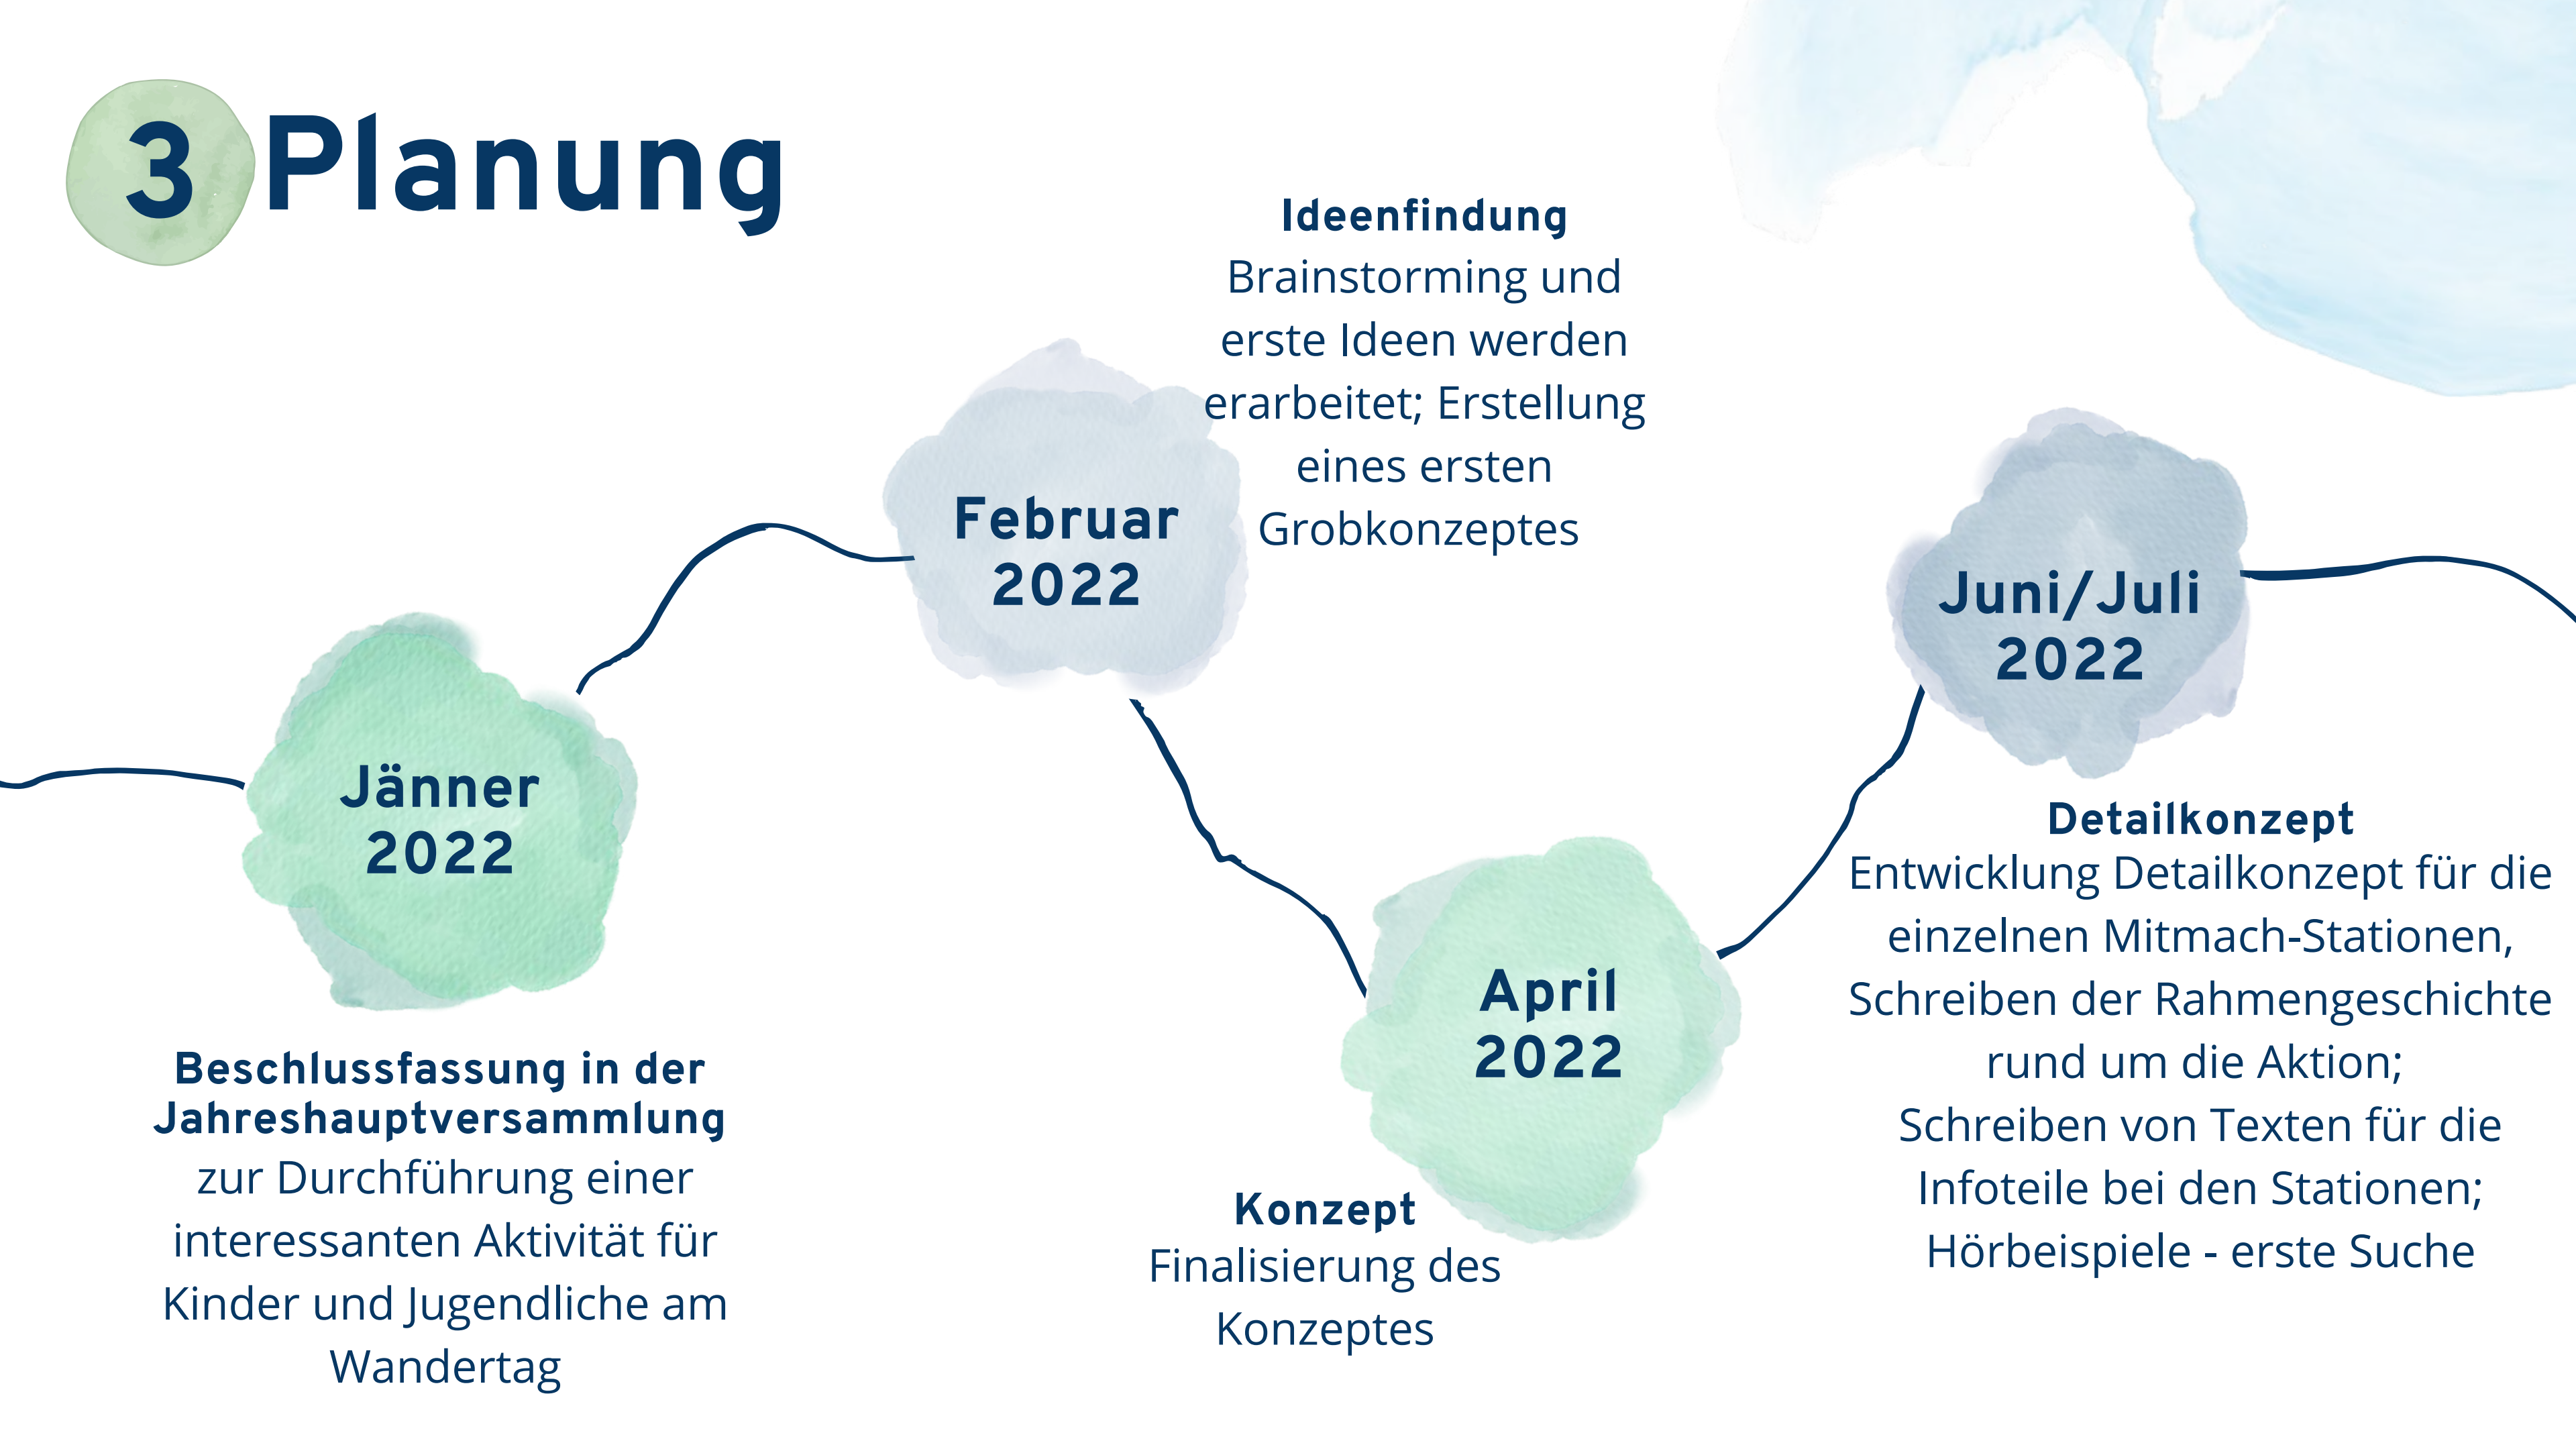 3 Planung
Jänner
2022
Beschlussfassung in der
Jahreshauptversammlung
zur Durchführung einer
interessanten Aktivität für
Kinder und Jugendliche am
Wandertag
Februar
2022
Ideenfindung
Brainstorming und
erste Ideen werden
erarbeitet; Erstellung
eines ersten
Grobkonzeptes
April
2022
Konzept
Finalisierung des
Konzeptes
Juni/Juli
2022
Detailkonzept
Entwicklung Detailkonzept für die
einzelnen Mitmach-Stationen,
Schreiben der Rahmengeschichte
rund um die Aktion;
Schreiben von Texten für die
Infoteile bei den Stationen;
Hörbeispiele - erste Suche